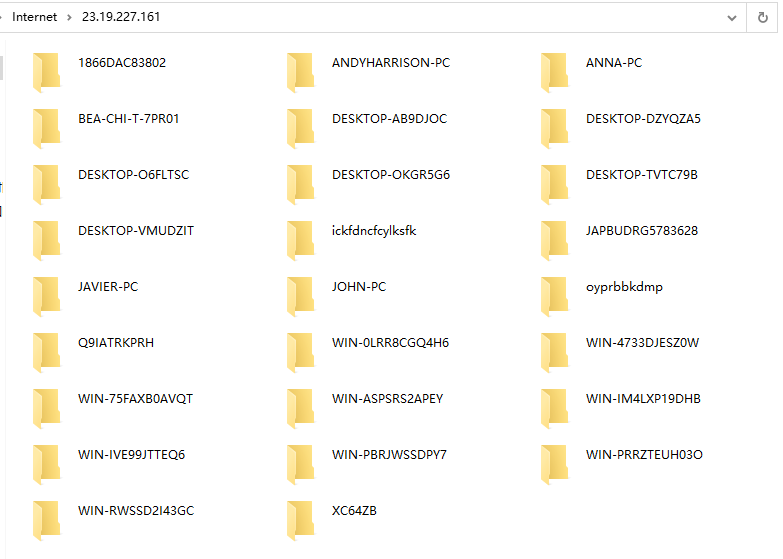 Internet > 23.19.227.161
1866DAC83802 ANDYHARRISON-PC ANNA-PC
BEA-CHI-T-7PR01 DESKTOP-AB9DJOC DESKTOP-DZYQZA5
DESKTOP-O6FLTSC DESKTOP-OKGR5G6 DESKTOP-TVTC79B
DESKTOP-VMUDZIT ickfdncfcylksfk JAPBUDRG5783628
JAVIER-PC JOHN-PC oyprbbkdmp
Q9IATRKPRH WIN-0LRR8CGQ4H6 WIN-4733DJESZ0W
WIN-75FAXB0AVQT WIN-ASPSRS2APEY WIN-IM4LXP19DHB
WIN-IVE99JTTEQ6 WIN-PBRJWSSDPY7 WIN-PRRZTEUH03O
WIN-RWSSD2I43GC XC64ZB